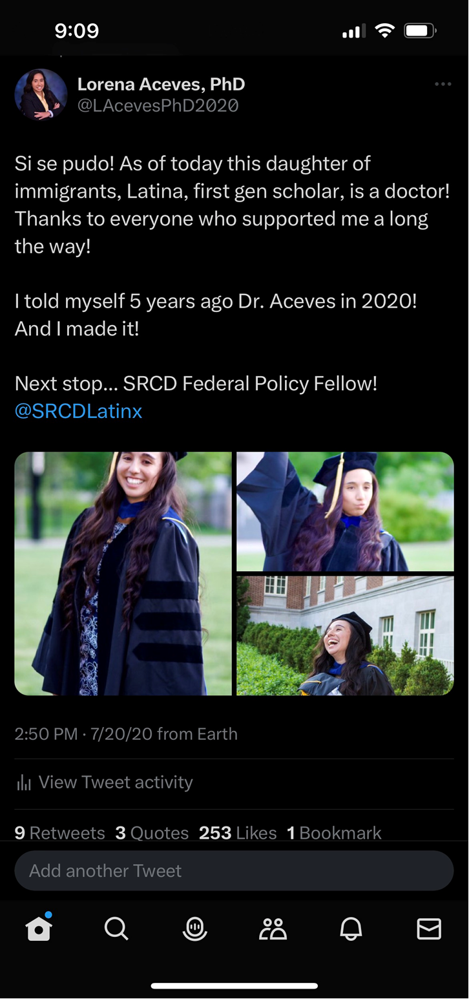 9:09
Lorena Aceves, PhD
@LAcevesPhD2020
Si se pudo! As of today this daughter of
immigrants, Latina, first gen scholar, is a doctor!
Thanks to everyone who supported me a long
the way!
I told myself 5 years ago Dr. Aceves in 2020!
And I made it!
Next stop... SRCD Federal Policy Fellow!
@SRCDLatinx
2:50 PM · 7/20/20 from Earth
View Tweet activity
9 Retweets 3 Quotes 253 Likes 1 Bookmark
Add another Tweet